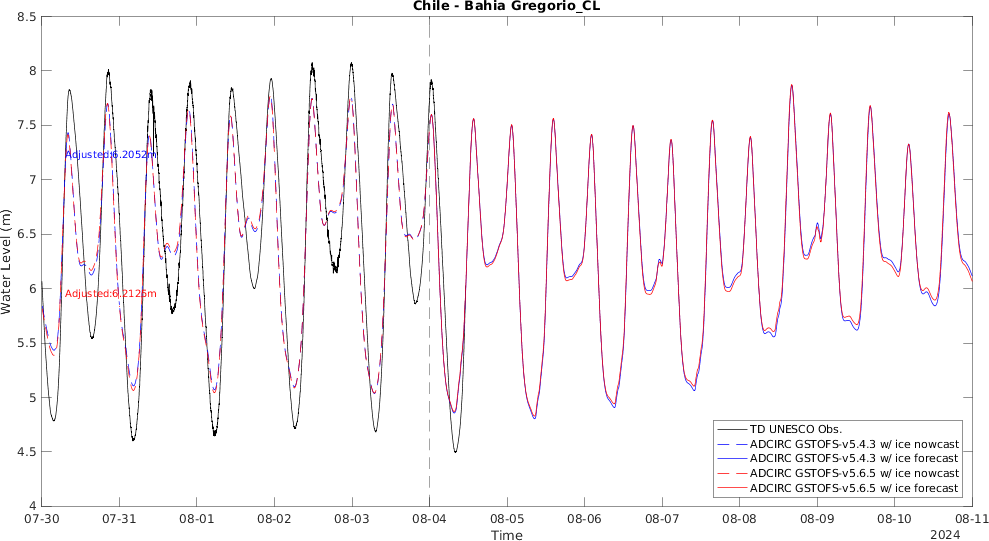 Chile - Bahia Gregorio_CL
8.5
8
7.5
7
6.5
6
5.5
5
4.5
4
Water Level (m)
Adjusted:6.2052m
Adjusted:6.2126m
TD UNESCO Obs.
ADCIRC GSTOFS-v5.4.3 w/ ice nowcast
ADCIRC GSTOFS-v5.4.3 w/ ice forecast
ADCIRC GSTOFS-v5.6.5 w/ ice nowcast
ADCIRC GSTOFS-v5.6.5 w/ ice forecast
07-30 07-31 08-01 08-02 08-03 08-04 08-05 08-06 08-07 08-08 08-09 08-10 08-11
Time
2024